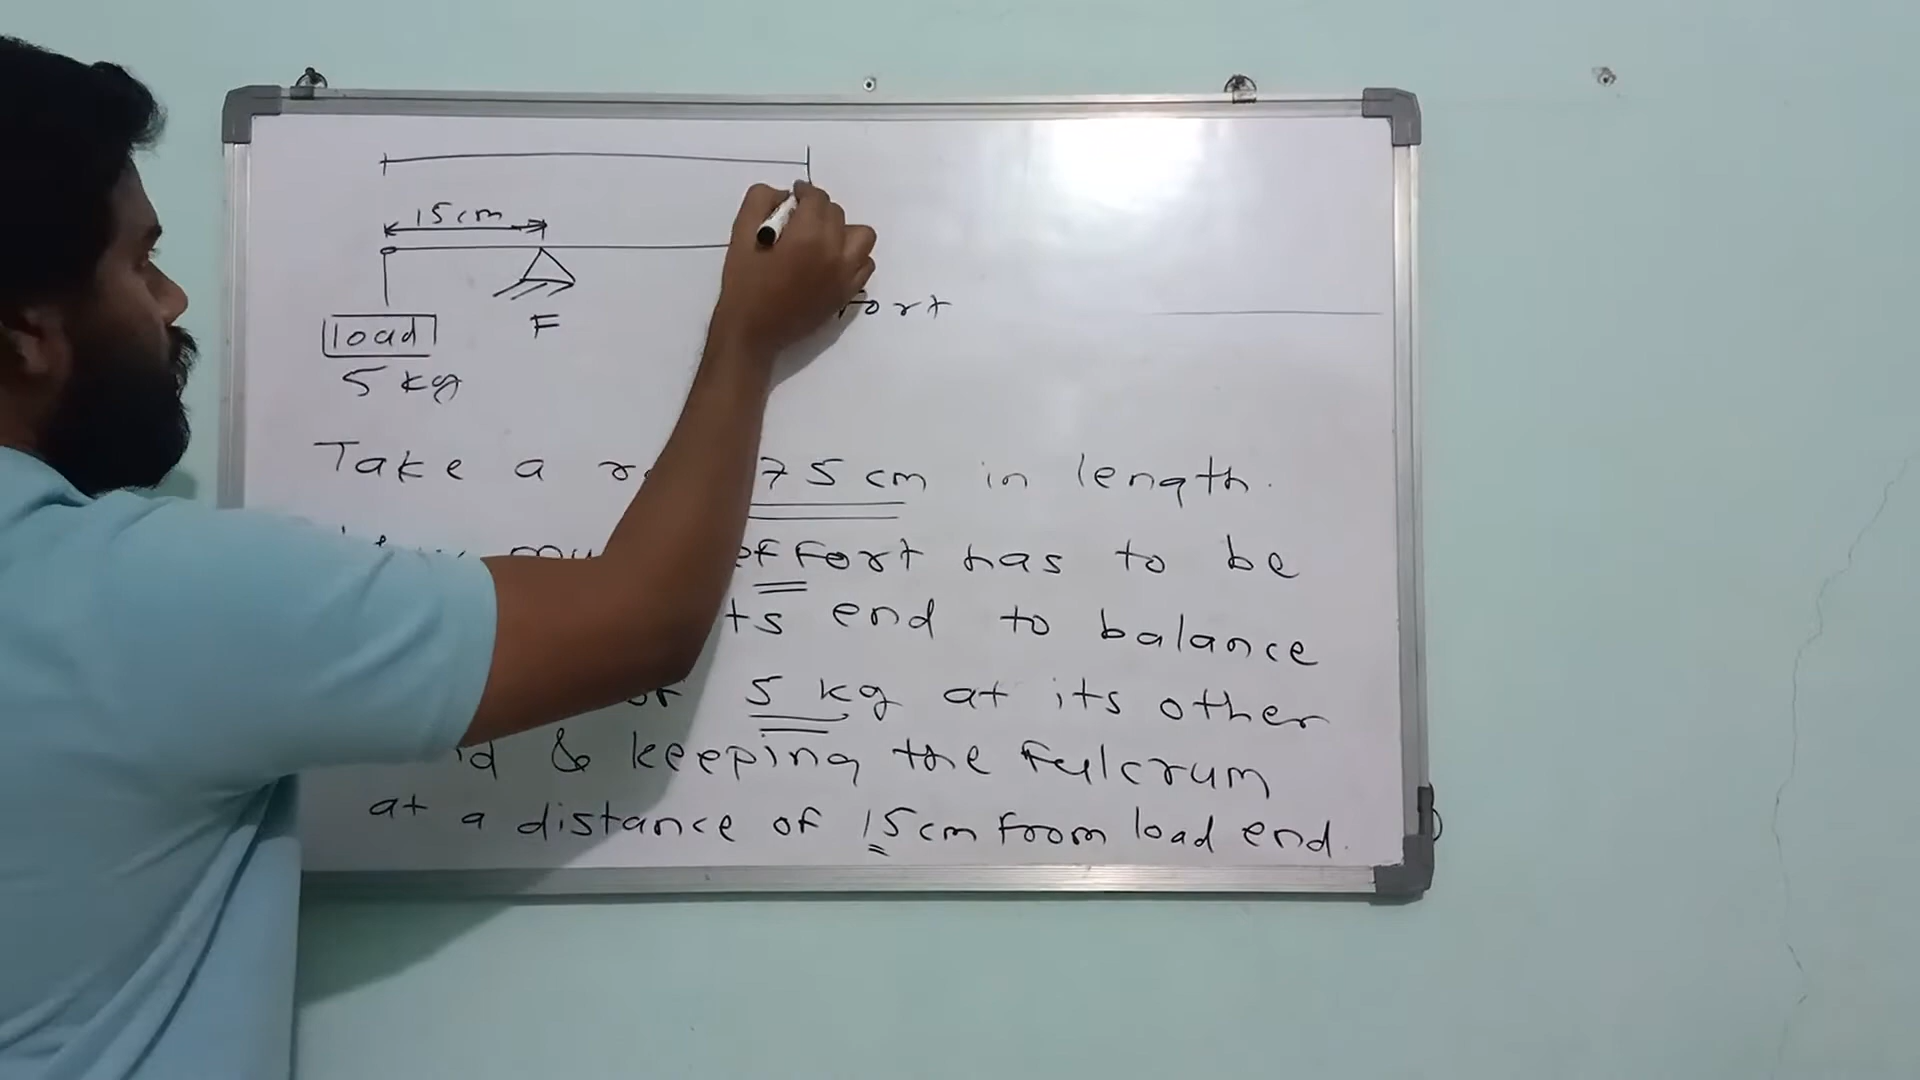 15cm
load
F
5 kg
Take a 75 cm in length.
effort has to be
end to balance
5 kg at its other
& keeping the fulcrum
at a distance of 15cm from load end.